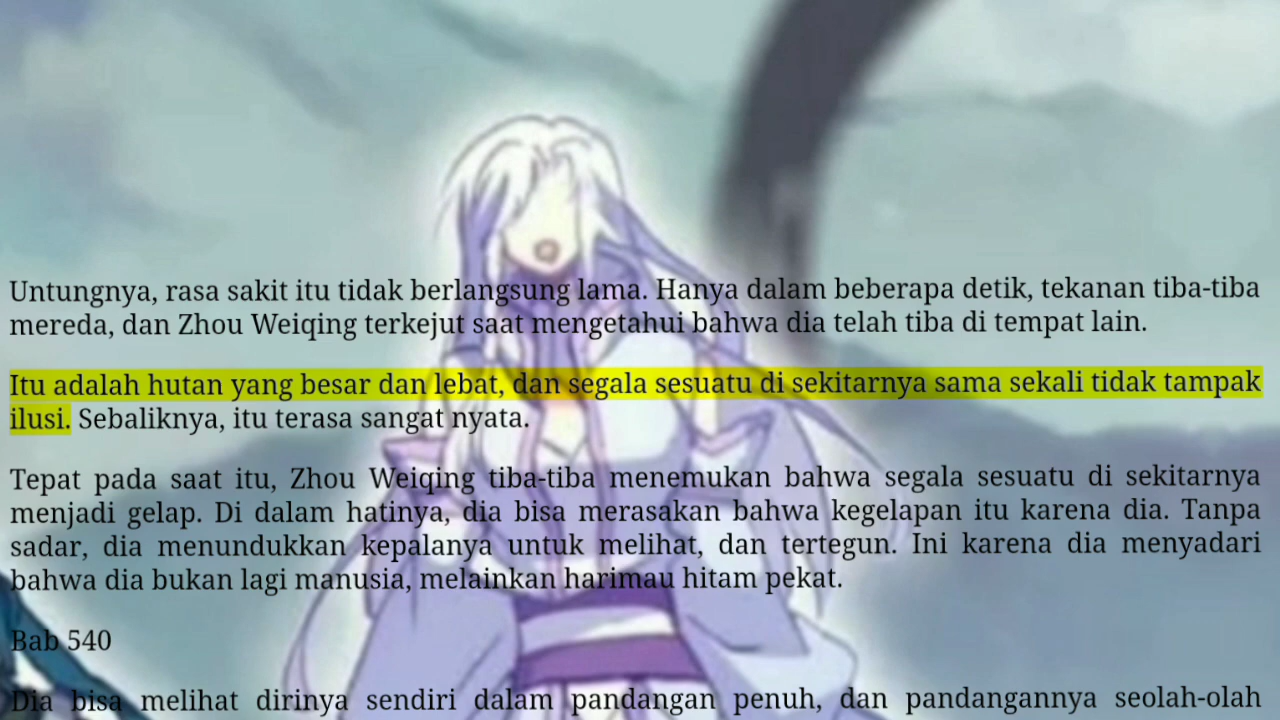 Untungnya, rasa sakit itu tidak berlangsung lama. Hanya dalam beberapa detik, tekanan tiba-tiba
mereda, dan Zhou Weiqing terkejut saat mengetahui bahwa dia telah tiba di tempat lain.
Itu adalah hutan yang besar dan lebat, dan segala sesuatu di sekitarnya sama sekali tidak tampak
ilusi. Sebaliknya, itu terasa sangat nyata.
Tepat pada saat itu, Zhou Weiqing tiba-tiba menemukan bahwa segala sesuatu di sekitarnya
menjadi gelap. Di dalam hatinya, dia bisa merasakan bahwa kegelapan itu karena dia. Tanpa
sadar, dia menundukkan kepalanya untuk melihat, dan tertegun. Ini karena dia menyadari
bahwa dia bukan lagi manusia, melainkan harimau hitam pekat.
Bab 540
Dia bisa melihat dirinya sendiri dalam pandangan penuh, dan pandangannya seolah-olah